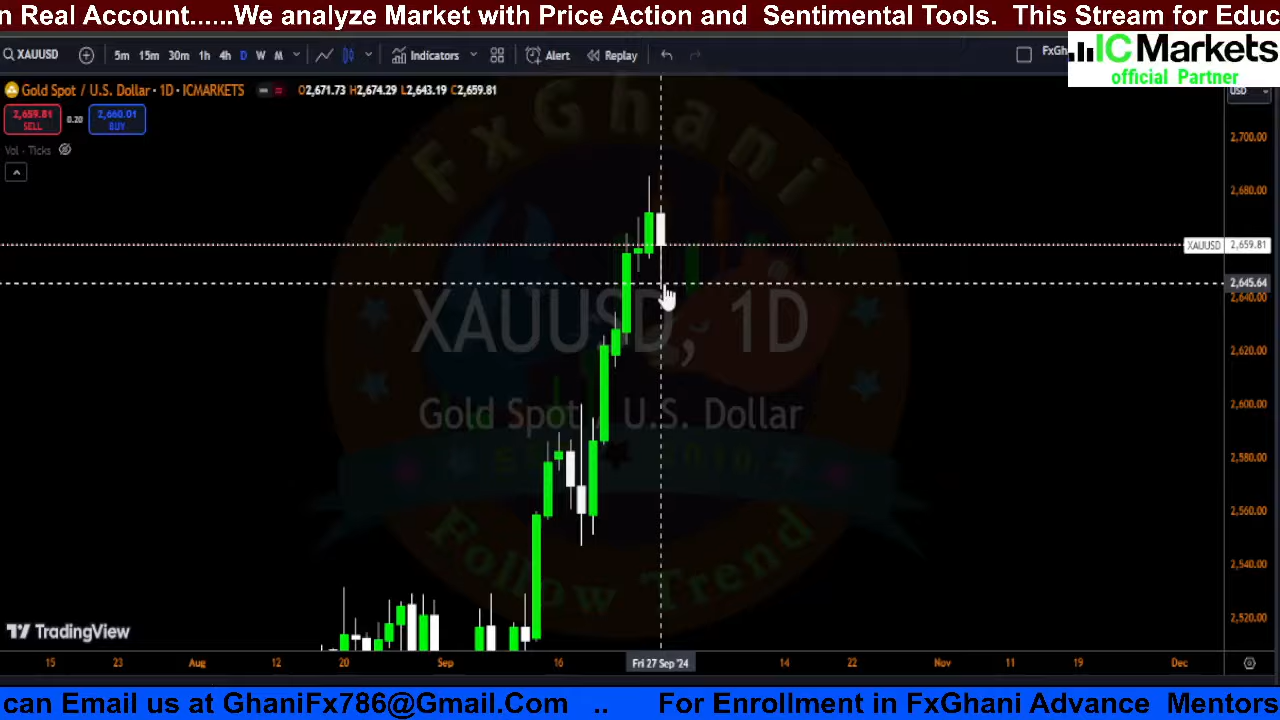 n Real Account......We analyze Market with Price Action and Sentimental Tools. This Stream for Educ
XAUUSD 5m 15m 30m 1h 4h D W M Indicators Alert Replay FxGh
IC Markets
official Partner
Gold Spot / U.S. Dollar · 1D · ICMARKETS O2,671.73 H2,674.29 L2,643.19 C2,659.81
USD
2,659.81
SELL
0.20
2,660.01
BUY
Vol · Ticks
FxGhani
2,700.00
2,680.00
XAUUSD 2,659.81
2,645.64
2,640.00
XAUUSD, 1D
2,620.00
Gold Spot / U.S. Dollar
2,600.00
2,580.00
2,560.00
2,540.00
2,520.00
Follow Trend
TradingView
15 23 Aug 12 20 Sep 16 Fri 27 Sep '24 14 22 Nov 11 19 Dec
can Email us at GhaniFx786@Gmail.Com .. For Enrollment in FxGhani Advance Mentors